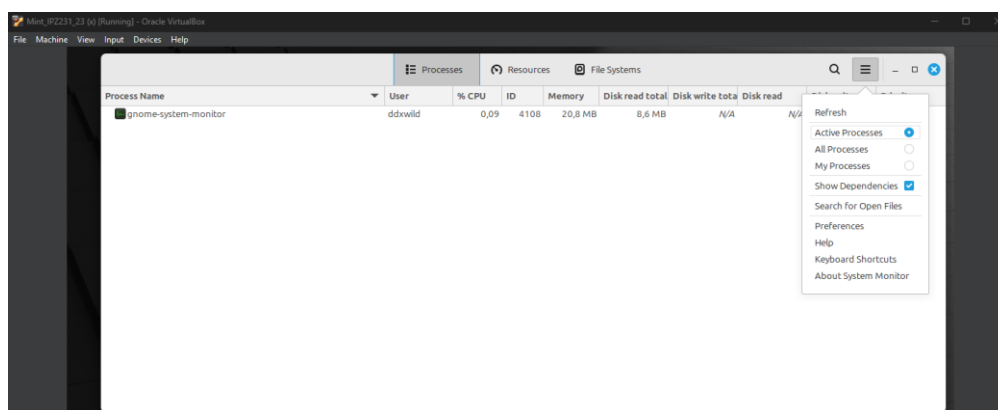 Mint_IPZ231_23 (x) [Running] - Oracle VirtualBox
File Machine View Input Devices Help
Processes Resources File Systems
Process Name User % CPU ID Memory Disk read total Disk write tota Disk read
gnome-system-monitor ddxwild 0,09 4108 20,8 MB 8,6 MB N/A N/A
Refresh
Active Processes
All Processes
My Processes
Show Dependencies
Search for Open Files
Preferences
Help
Keyboard Shortcuts
About System Monitor